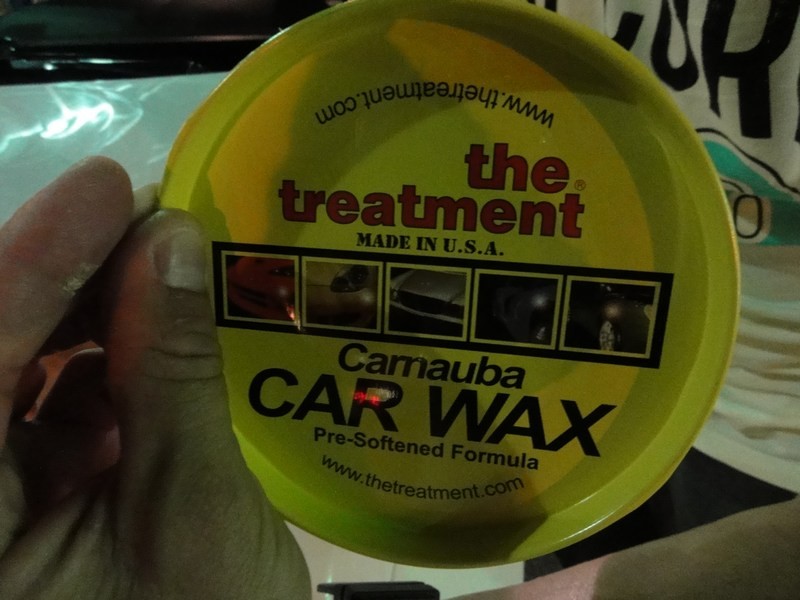 www.thetreatment.com
the®
treatment
MADE IN U.S.A.
Carnauba
CAR WAX
Pre-Softened Formula
www.thetreatment.com